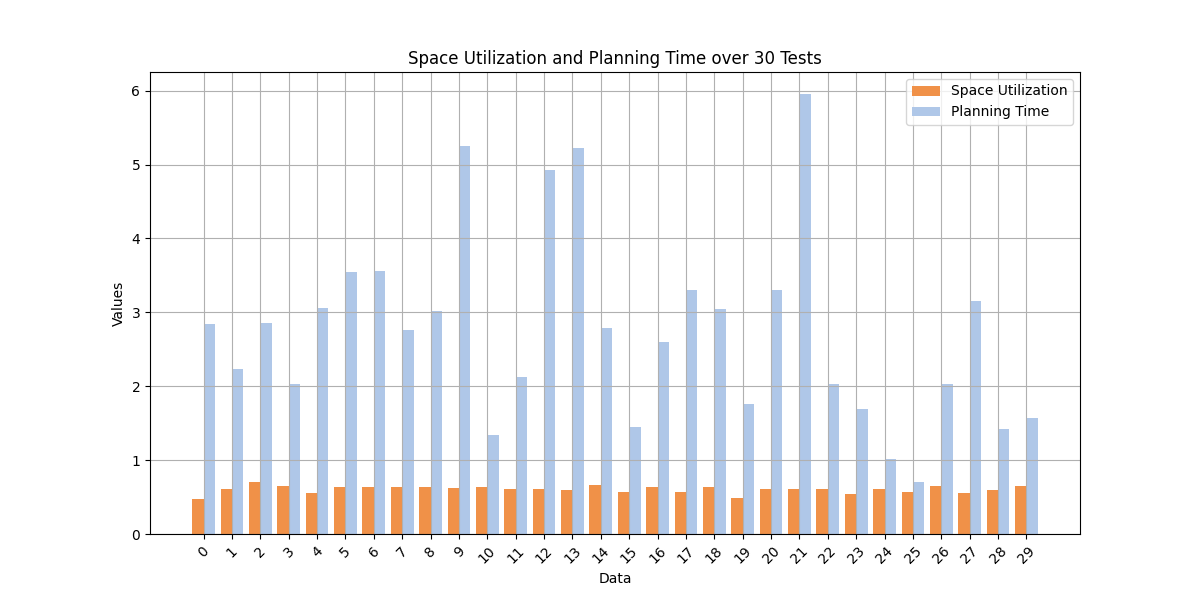 Space Utilization and Planning Time over 30 Tests
Space Utilization
Planning Time
Values
6
5
4
3
2
1
0
0 1 2 3 4 5 6 7 8 9 10 11 12 13 14 15 16 17 18 19 20 21 22 23 24 25 26 27 28 29
Data